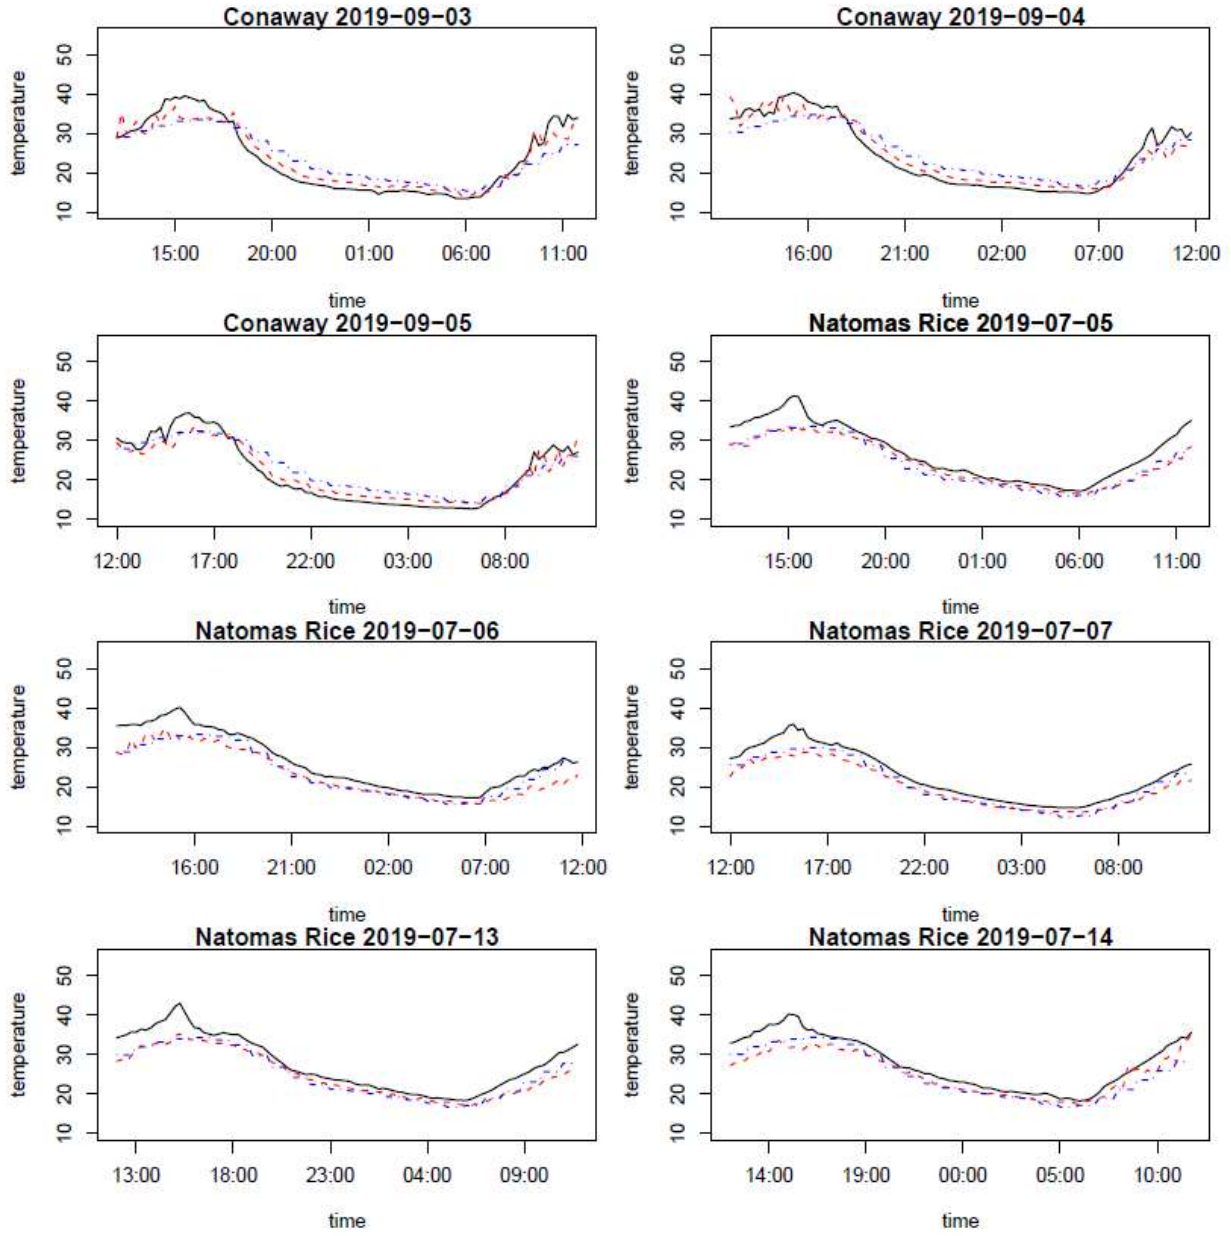 Conaway 2019−09−03
temperature
50
40
30
20
10
15:00 20:00 01:00 06:00 11:00
time
Conaway 2019−09−04
temperature
50
40
30
20
10
16:00 21:00 02:00 07:00 12:00
time
Conaway 2019−09−05
temperature
50
40
30
20
10
12:00 17:00 22:00 03:00 08:00
time
Natomas Rice 2019−07−05
temperature
50
40
30
20
10
15:00 20:00 01:00 06:00 11:00
time
Natomas Rice 2019−07−06
temperature
50
40
30
20
10
16:00 21:00 02:00 07:00 12:00
time
Natomas Rice 2019−07−07
temperature
50
40
30
20
10
12:00 17:00 22:00 03:00 08:00
time
Natomas Rice 2019−07−13
temperature
50
40
30
20
10
13:00 18:00 23:00 04:00 09:00
time
Natomas Rice 2019−07−14
temperature
50
40
30
20
10
14:00 19:00 00:00 05:00 10:00
time